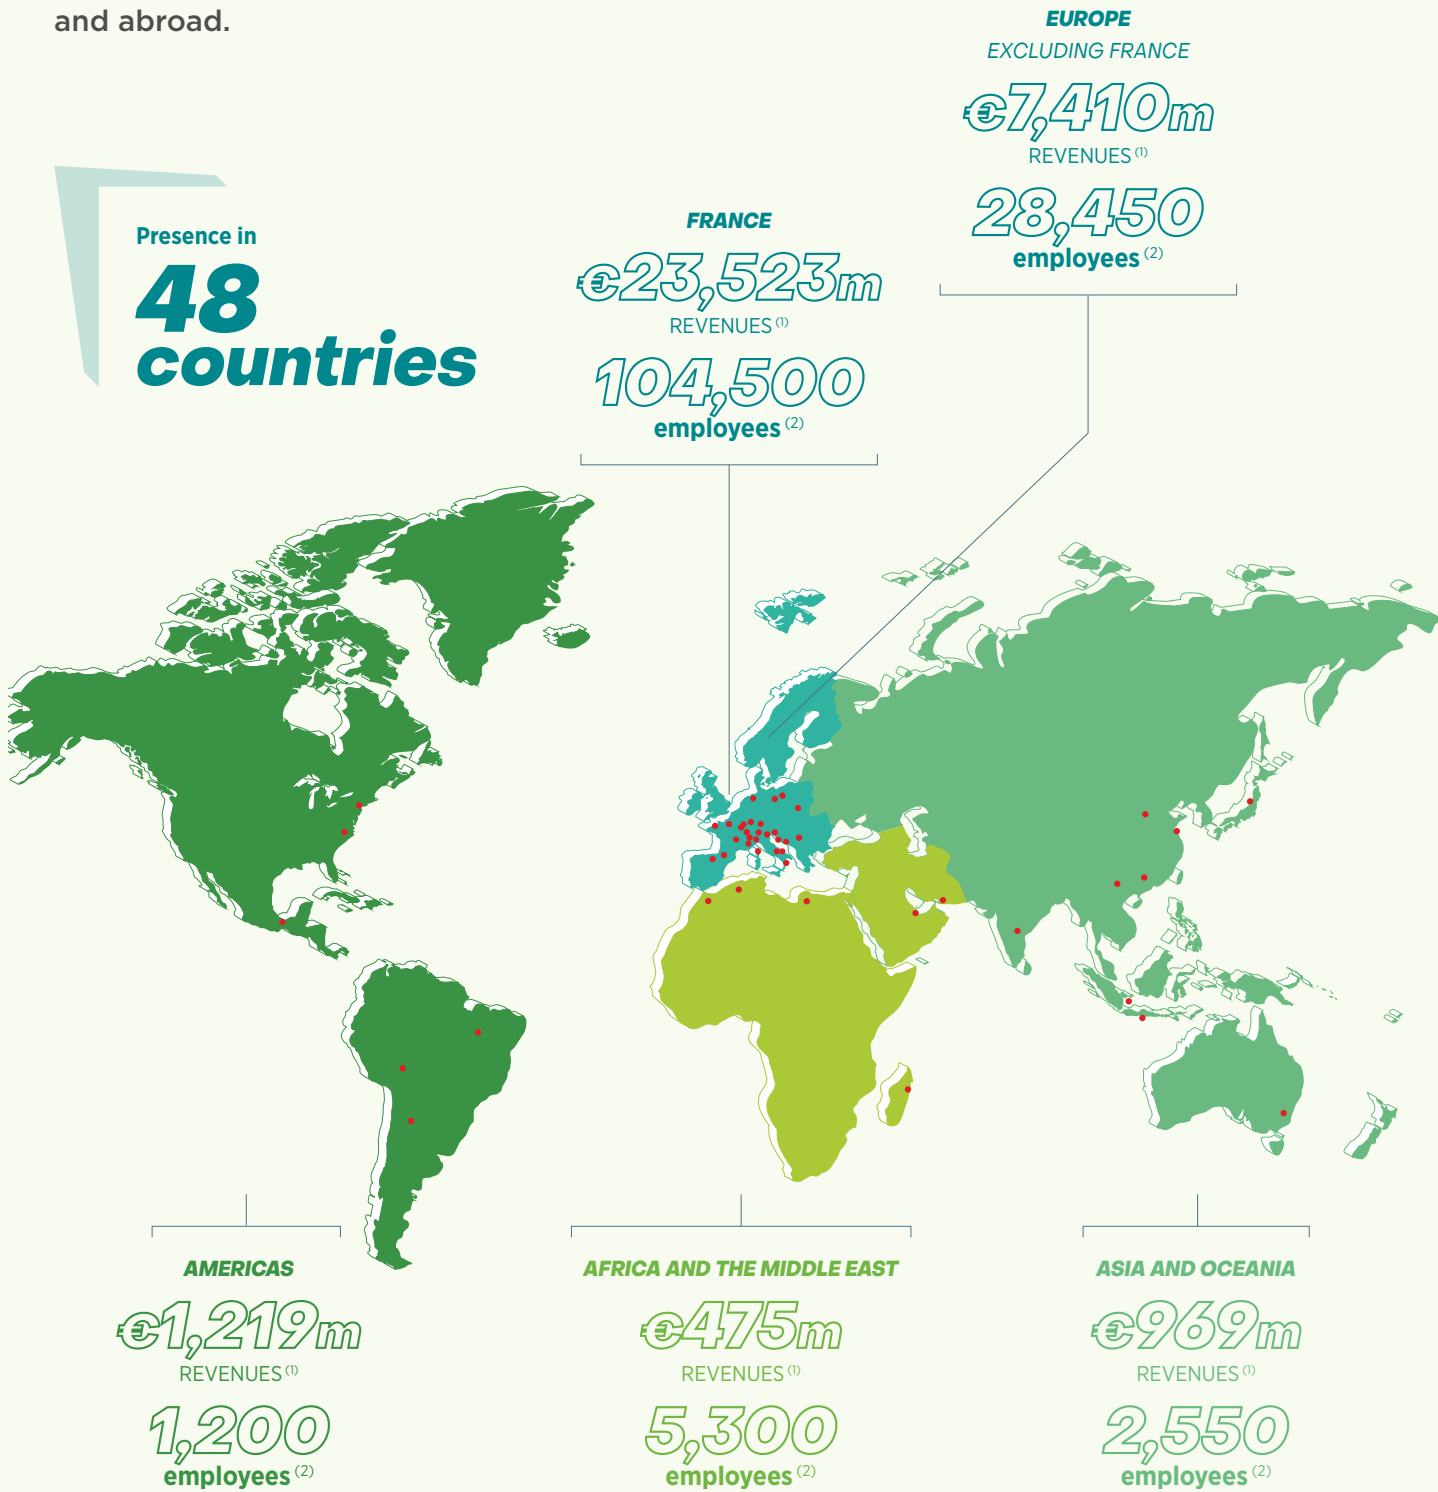 and abroad.
EUROPE
EXCLUDING FRANCE
€7,410m
REVENUES (1)
28,450
employees (2)
Presence in
48
countries
FRANCE
€23,523m
REVENUES (1)
104,500
employees (2)
AMERICAS
€1,219m
REVENUES (1)
1,200
employees (2)
AFRICA AND THE MIDDLE EAST
€475m
REVENUES (1)
5,300
employees (2)
ASIA AND OCEANIA
€969m
REVENUES (1)
2,550
employees (2)